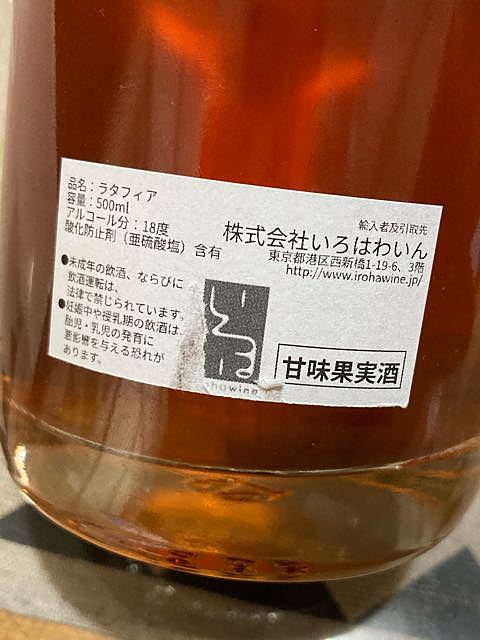 品名：ラタフィア
容量：500ml
アルコール分：18度
酸化防止剤（亜硫酸塩）含有
輸入者及引取先
株式会社いろはわいん
東京都港区西新橋1-19-6、3階
http://www.irohawine.jp/
●未成年の飲酒、ならびに
飲酒運転は、
法律で禁じられています。
●妊娠中や授乳期の飲酒は、
胎児・乳児の発育に
悪影響を与える恐れが
あります。
いろは
ohawine
甘味果実酒